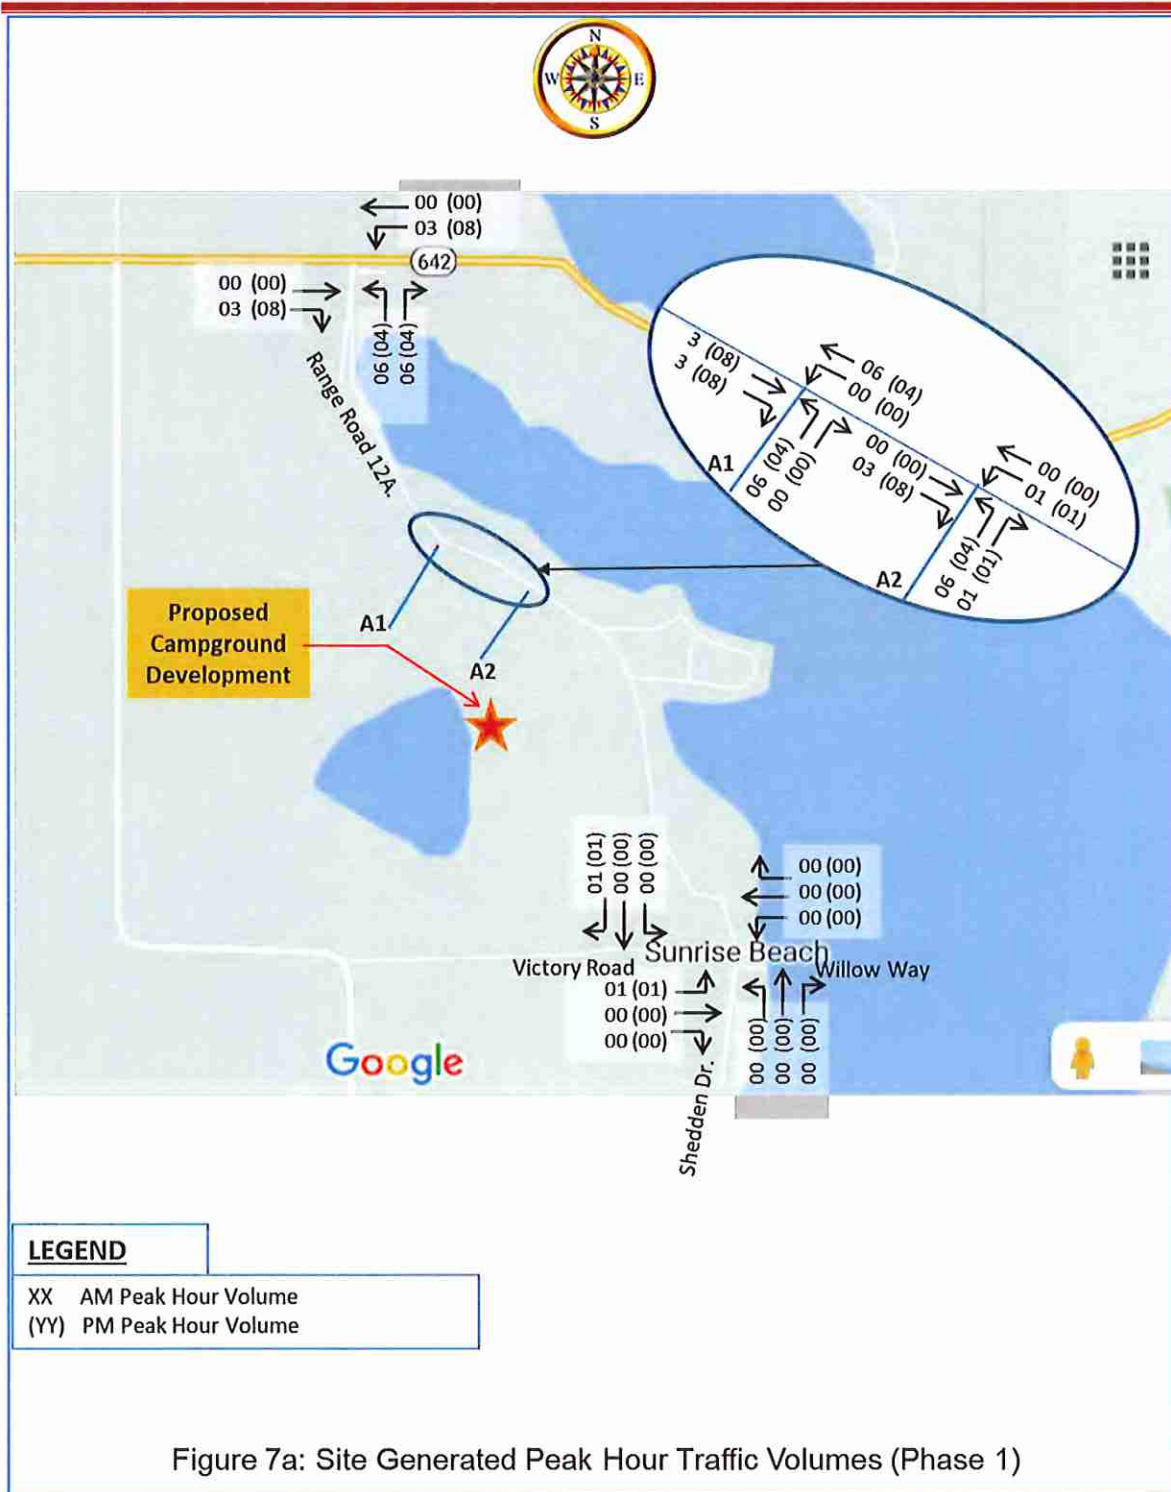 N
W E
S
00 (00)
03 (08)
642
00 (00)
03 (08)
06 (04)
06 (04)
Range Road 12A.
3 (08)
3 (08)
06 (04)
00 (00)
A1
06 (04)
00 (00)
00 (00)
03 (08)
00 (00)
01 (01)
A2
06 (04)
01 (01)
Proposed
Campground
Development
A1
A2
01 (01)
00 (00)
00 (00)
00 (00)
00 (00)
00 (00)
Sunrise Beach
Victory Road
Willow Way
01 (01)
00 (00)
00 (00)
00 (00)
00 (00)
00 (00)
Shedden Dr.
Google
LEGEND
XX AM Peak Hour Volume
(YY) PM Peak Hour Volume
Figure 7a: Site Generated Peak Hour Traffic Volumes (Phase 1)